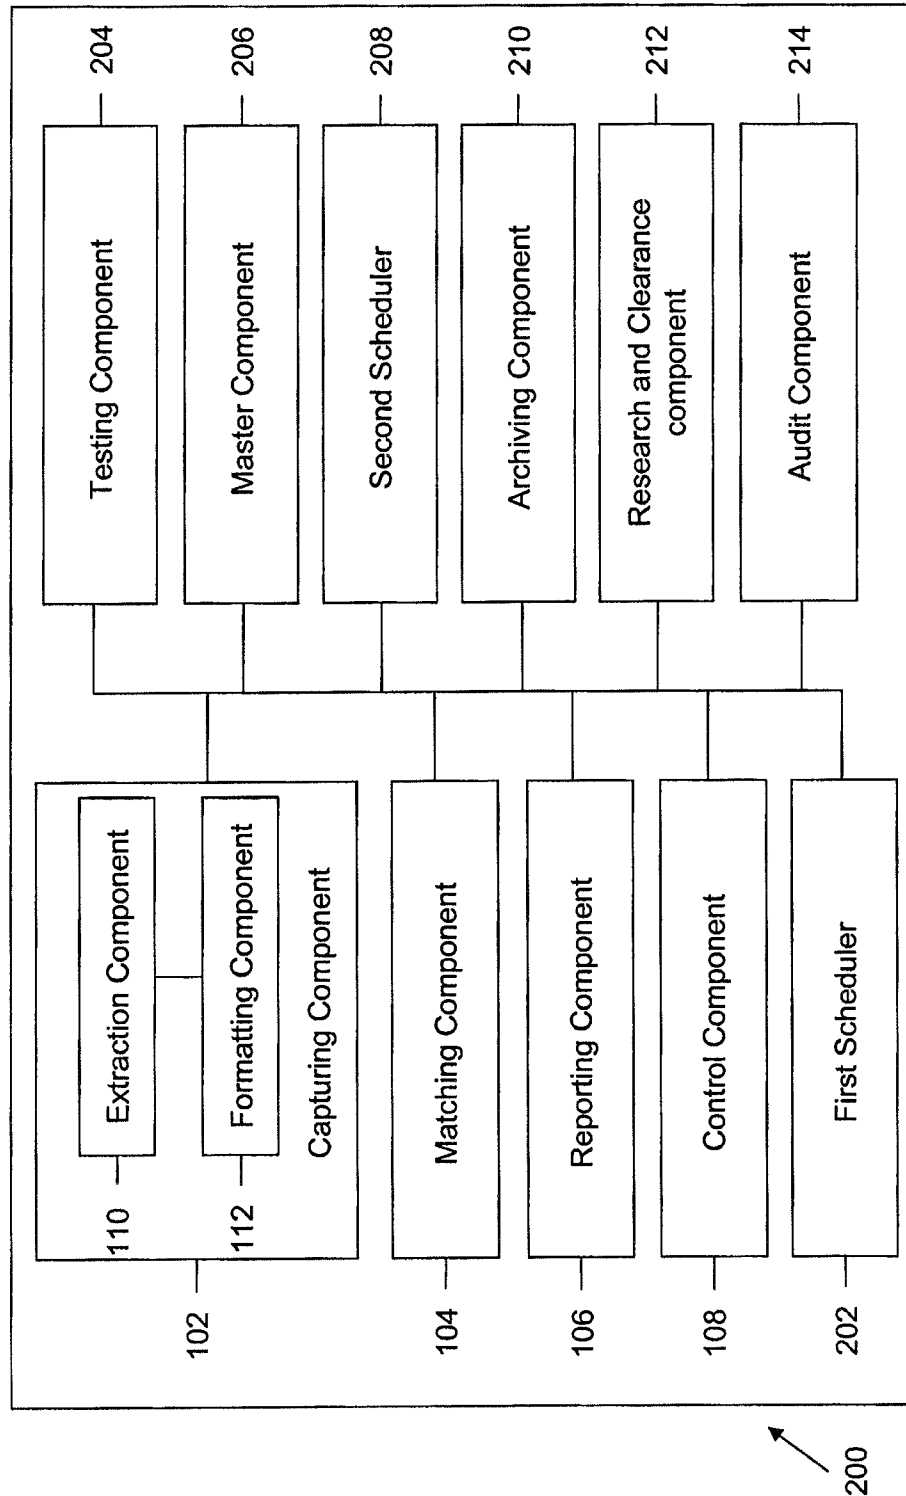 110
Extraction Component
112
Formatting Component
Capturing Component
102
104
Matching Component
106
Reporting Component
108
Control Component
202
First Scheduler
Testing Component
204
Master Component
206
Second Scheduler
208
Archiving Component
210
Research and Clearance
component
212
Audit Component
214
200